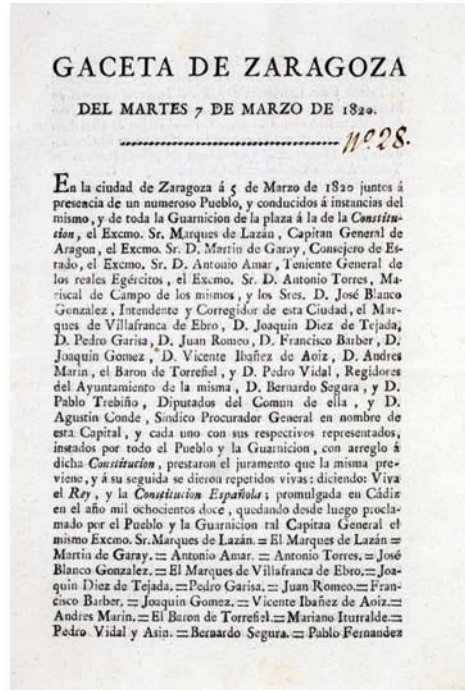 GACETA DE ZARAGOZA
DEL MARTES 7 DE MARZO DE 1820.
Nº 28.
En la ciudad de Zaragoza á 5 de Marzo de 1820 juntos á
presencia de un numeroso Pueblo, y conducidos á instancias del
mismo, y de toda la Guarnicion de la plaza á la de la Constitu-
cion, el Excmo. Sr. Marques de Lazán, Capitan General de
Aragon, el Excmo. Sr. D. Martin de Garay, Consejero de Es-
tado, el Excmo. Sr. D. Antonio Amar, Teniente General de
los reales Egércitos, el Excmo. Sr. D. Antonio Torres, Ma-
riscal de Campo de los mismos, y los Sres. D. José Blanco
Gonzalez, Intendente y Corregidor de esta Ciudad, el Mar-
ques de Villafranca de Ebro, D. Joaquin Diez de Tejada,
D. Pedro Garisa, D. Juan Romeo, D. Francisco Barber, D.
Joaquin Gomez, D. Vicente Ibañez de Aoiz, D. Andres
Marin, el Baron de Torrefiel, y D. Pedro Vidal, Regidores
del Ayuntamiento de la misma, D. Bernardo Segura, y D.
Pablo Trebiño, Diputados del Comun de ella, y D.
Agustin Conde, Sindico Procurador General en nombre de
esta Capital, y cada uno con sus respectivos representados,
instados por todo el Pueblo y la Guarnicion, con arreglo á
dicha Constitucion, prestaron el juramento que la misma pre-
viene, y á su seguida se dieron repetidos vivas: diciendo: Viva
el Rey, y la Constitucion Española; promulgada en Cádiz
en el año mil ochocientos doce, quedando desde luego procla-
mado por el Pueblo y la Guarnicion tal Capitan General el
mismo Excmo. Sr. Marques de Lazán. = El Marques de Lazán =
Martin de Garay. = Antonio Amar. = Antonio Torres. = José
Blanco Gonzalez. = El Marques de Villafranca de Ebro. = Joa-
quin Diez de Tejada. = Pedro Garisa. = Juan Romeo. = Fran-
cisco Barber, = Joaquin Gomez. = Vicente Ibañez de Aoiz. =
Andres Marin. = El Baron de Torrefiel. = Mariano Iturralde. =
Pedro Vidal y Asin. = Bernardo Segura. = Pablo Fernandez